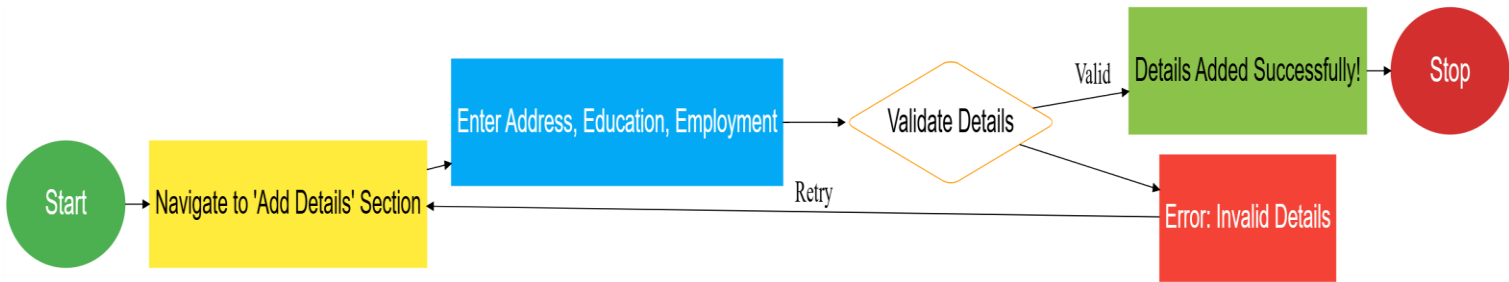 Start
Navigate to 'Add Details' Section
Enter Address, Education, Employment
Validate Details
Valid
Details Added Successfully!
Stop
Retry
Error: Invalid Details